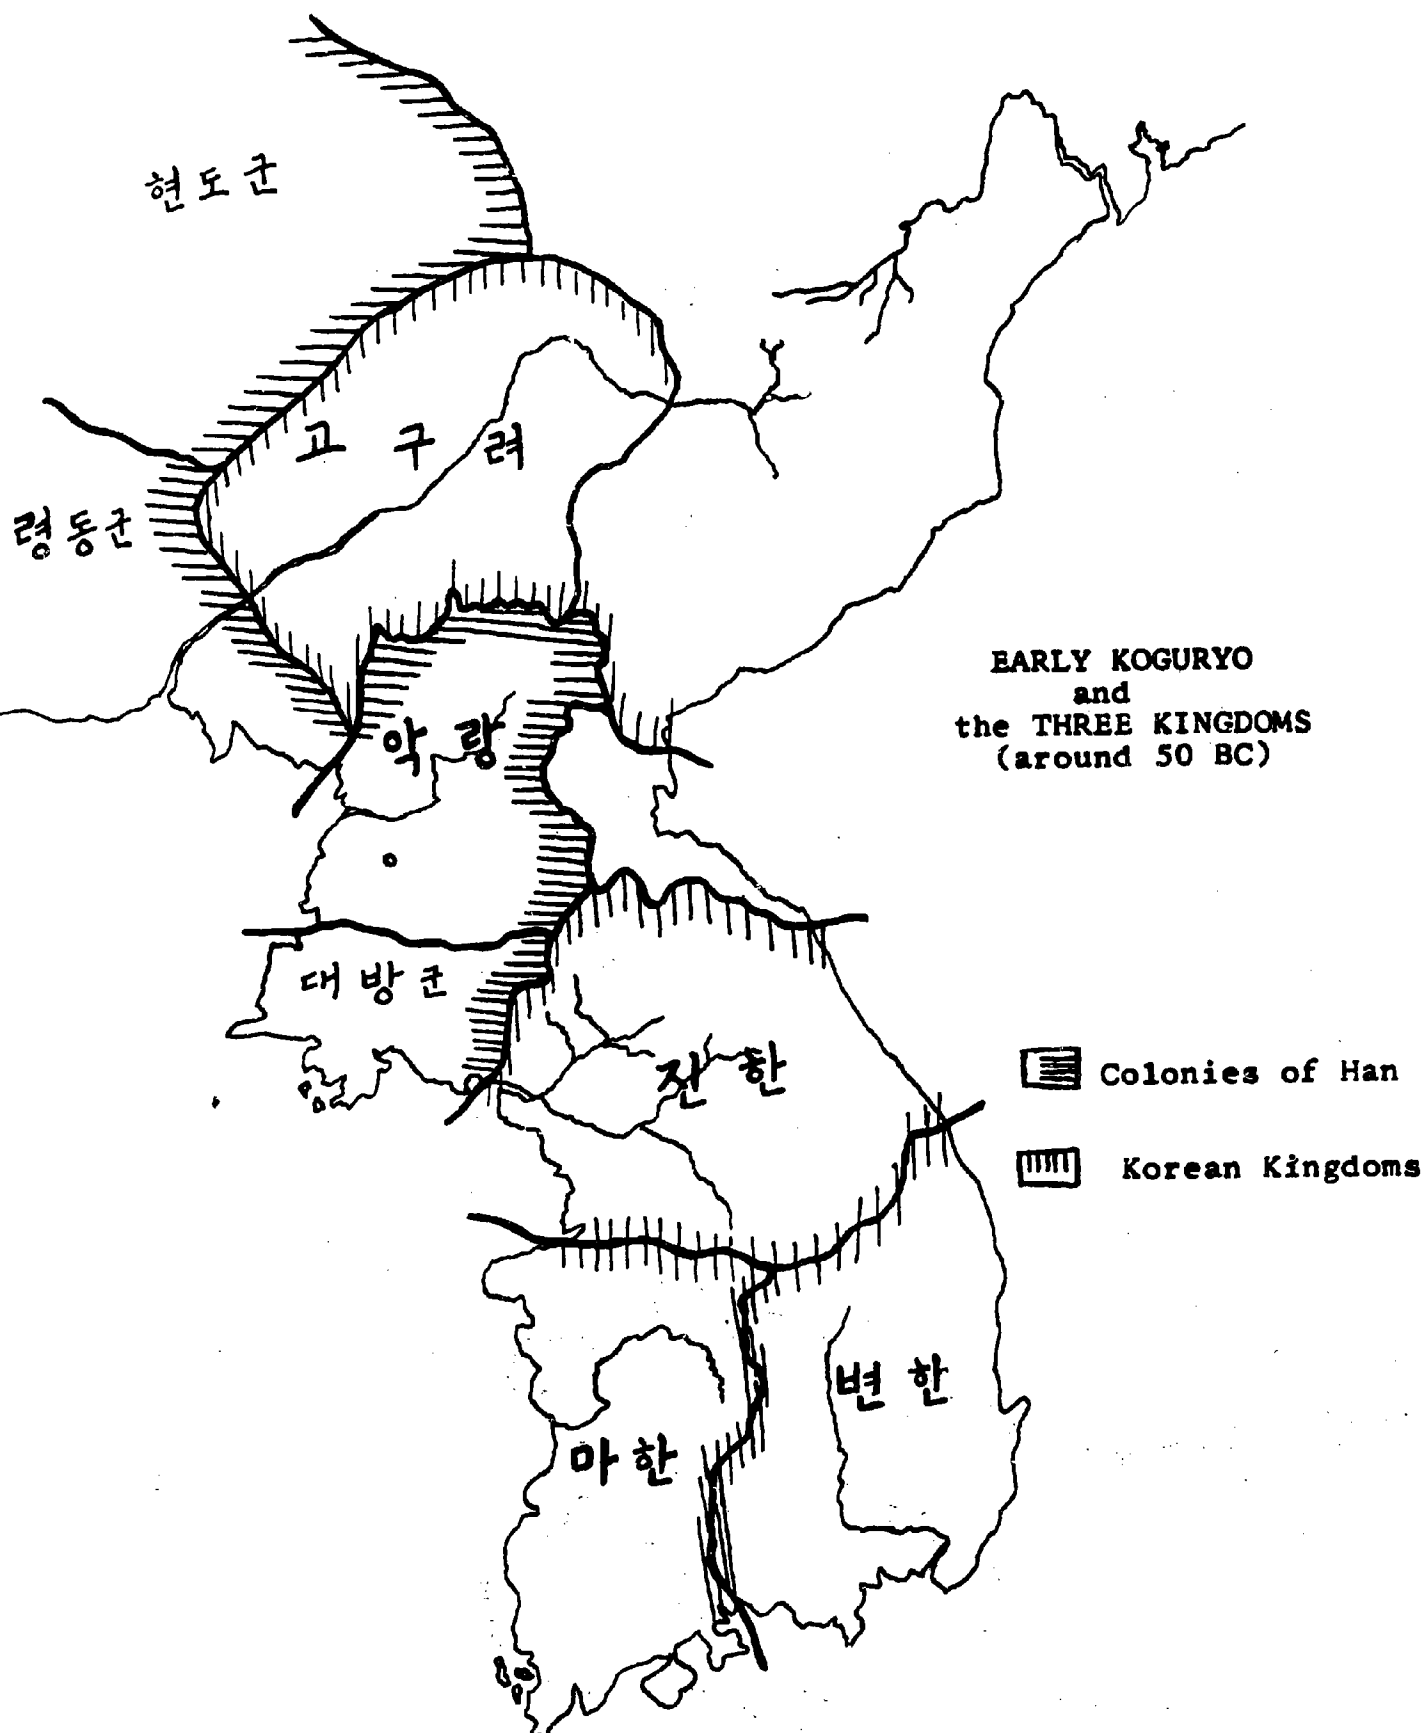 현도군
고구려
령동군
EARLY KOGURYO
and
the THREE KINGDOMS
(around 50 BC)
악랑
대방군
진한
Colonies of Han
Korean Kingdoms
변한
마한